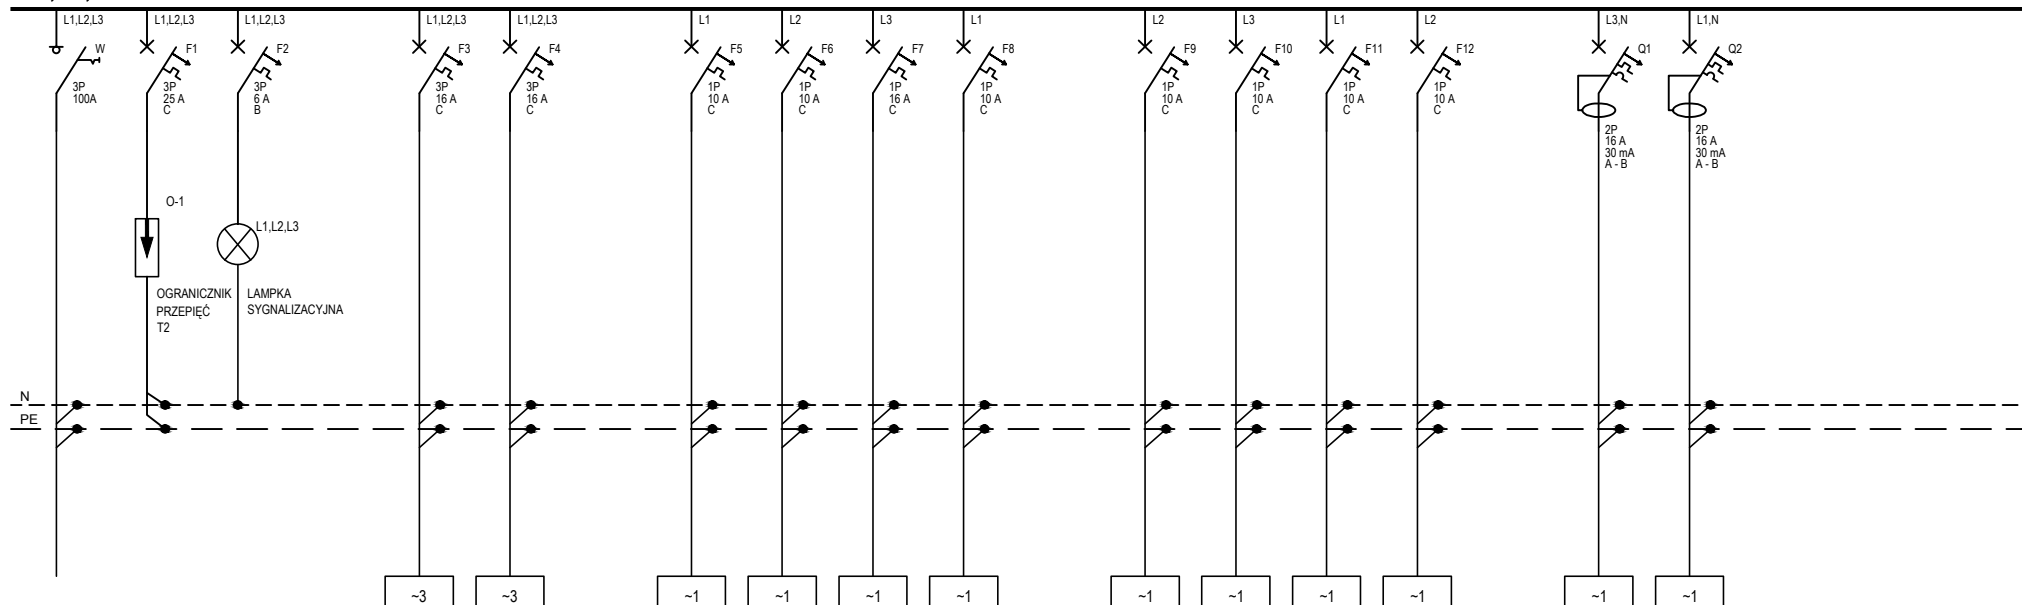 L1,L2,L3 L1,L2,L3 L1,L2,L3 L1,L2,L3 L1,L2,L3 L1 L2 L3 L1 L2 L3 L1 L2 L3,N L1,N
W F1 F2 F3 F4 F5 F6 F7 F8 F9 F10 F11 F12 Q1 Q2
3P 3P 3P 3P 3P 1P 1P 1P 1P 1P 1P 1P 1P
100A 25 A 6 A 16 A 16 A 10 A 10 A 16 A 10 A 10 A 10 A 10 A 10 A
C B C C C C C C C C C C
2P 2P
16 A 16 A
30 mA 30 mA
A - B A - B
O-1
L1,L2,L3
OGRANICZNIK LAMPKA
PRZEPIĘĆ SYGNALIZACYJNA
T2
N
PE
~3 ~3 ~1 ~1 ~1 ~1 ~1 ~1 ~1 ~1 ~1 ~1